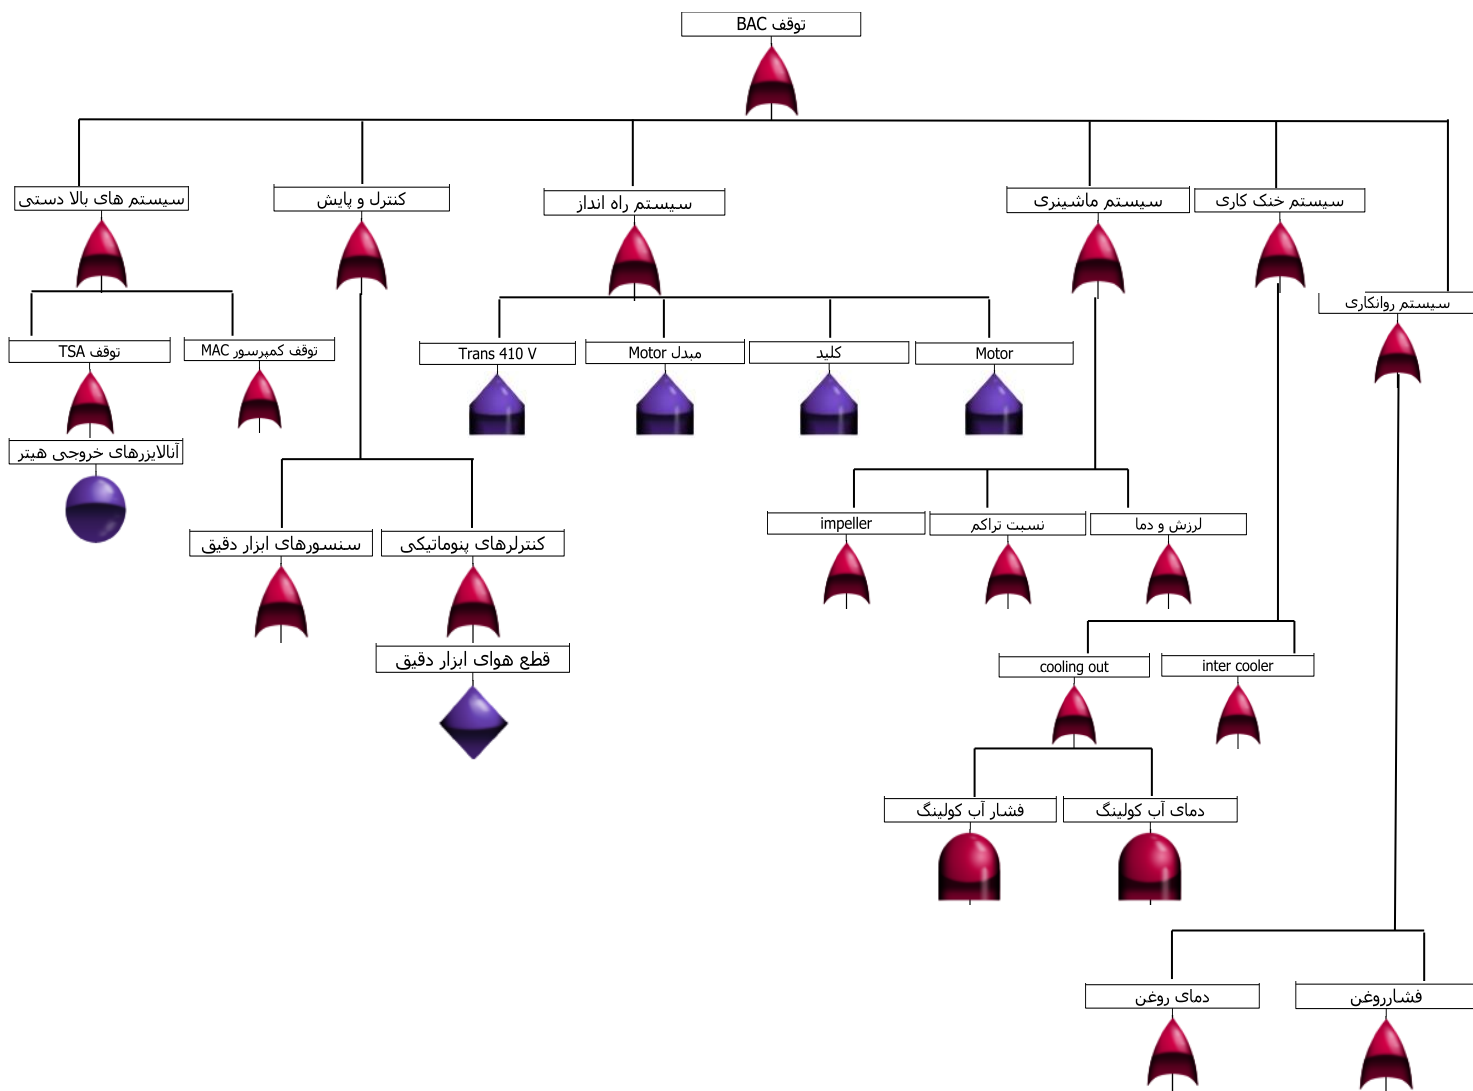 توقف BAC
سیستم های بالا دستی
کنترل و پایش
سیستم راه انداز
سیستم ماشینری
سیستم خنک کاری
سیستم روانکاری
توقف TSA
توقف کمپرسور MAC
Trans 410 V
مبدل Motor
کلید
Motor
آنالایزرهای خروجی هیتر
impeller
نسبت تراکم
لرزش و دما
سنسورهای ابزار دقیق
کنترلرهای پنوماتیکی
قطع هوای ابزار دقیق
cooling out
inter cooler
فشار آب کولینگ
دمای آب کولینگ
دمای روغن
فشارروغن